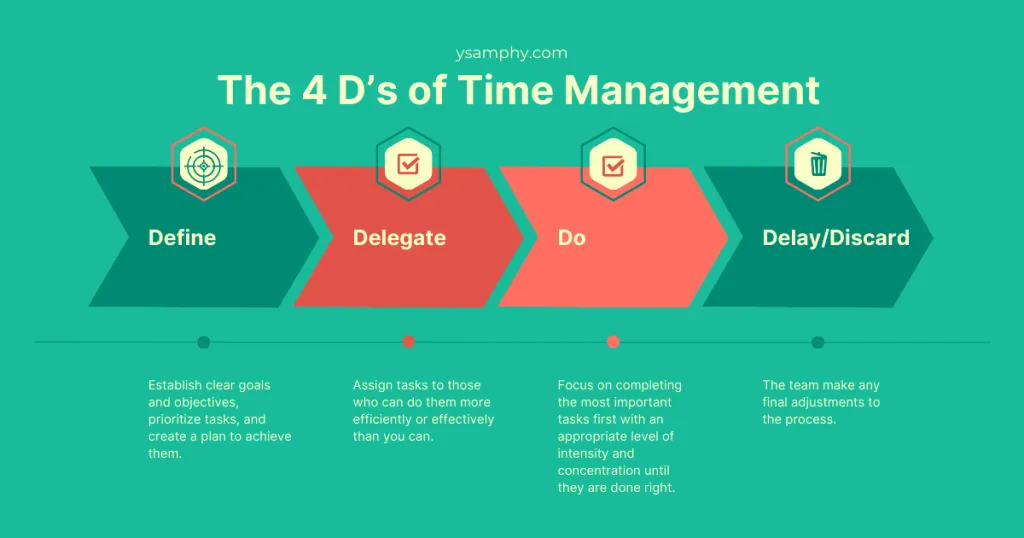 ysamphy.com
The 4 D’s of Time Management
Define
Delegate
Do
Delay/Discard
Establish clear goals
and objectives,
prioritize tasks, and
create a plan to achieve
them.
Assign tasks to those
who can do them more
efficiently or effectively
than you can.
Focus on completing
the most important
tasks first with an
appropriate level of
intensity and
concentration until
they are done right.
The team make any
final adjustments to
the process.